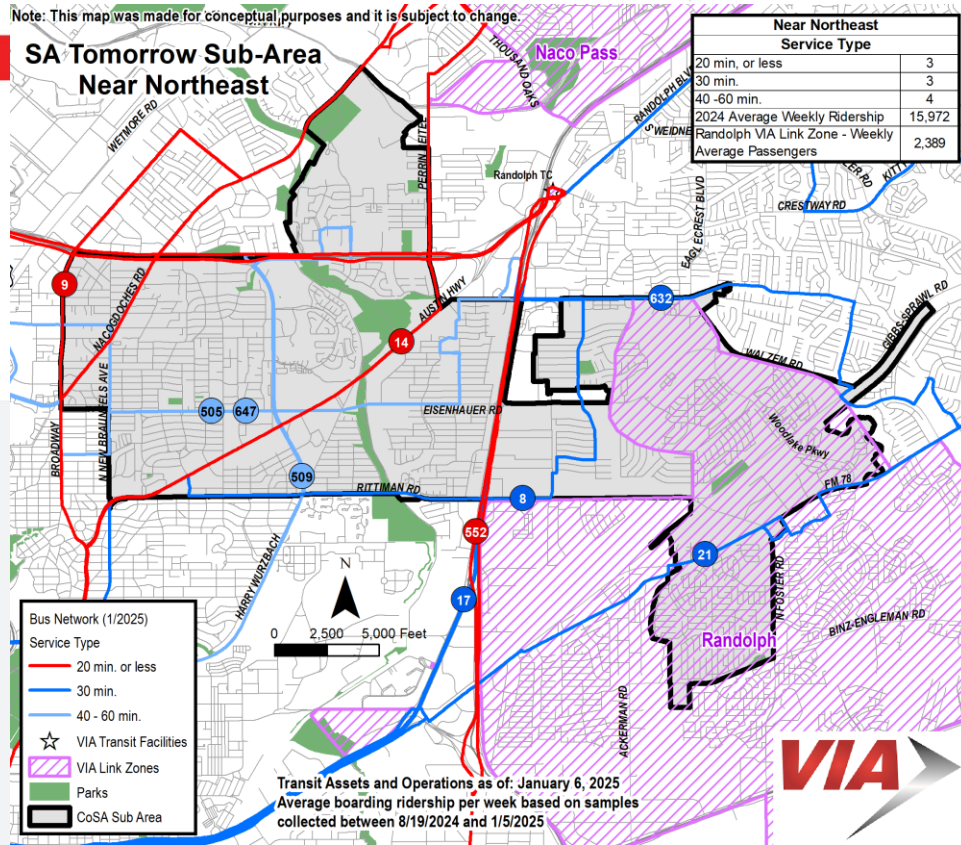 Note: This map was made for conceptual purposes and it is subject to change.
SA Tomorrow Sub-Area
Near Northeast
Near Northeast
Service Type
20 min, or less 3
30 min. 3
40 -60 min. 4
2024 Average Weekly Ridership 15,972
Randolph VIA Link Zone - Weekly
Average Passengers 2,389
Naco Pass
THOUSAND OAKS
RANDOLPH BLV
S WEIDNE
WETMORE RD
PERRIN BEITEL
Randolph TC
EAGLECREST BLVD
CRESTWAY RD
KITTY
9
NACOGDOCHES RD
AUSTIN HWY
14
632
GIBBS SPRAWL RD
WALZEM RD
505
647
EISENHAUER RD
BROADWAY
N NEW BRAUNFELS AVE
Woodlake Pkwy
509
RITTIMAN RD
8
FM 78
552
21
17
HARRY WURZBACH
N FOSTER RD
BINZ-ENGLEMAN RD
Randolph
ACKERMAN RD
N
0 2,500 5,000 Feet
Bus Network (1/2025)
Service Type
20 min. or less
30 min.
40 - 60 min.
VIA Transit Facilities
VIA Link Zones
Parks
CoSA Sub Area
Transit Assets and Operations as of: January 6, 2025
Average boarding ridership per week based on samples
collected between 8/19/2024 and 1/5/2025
VIA